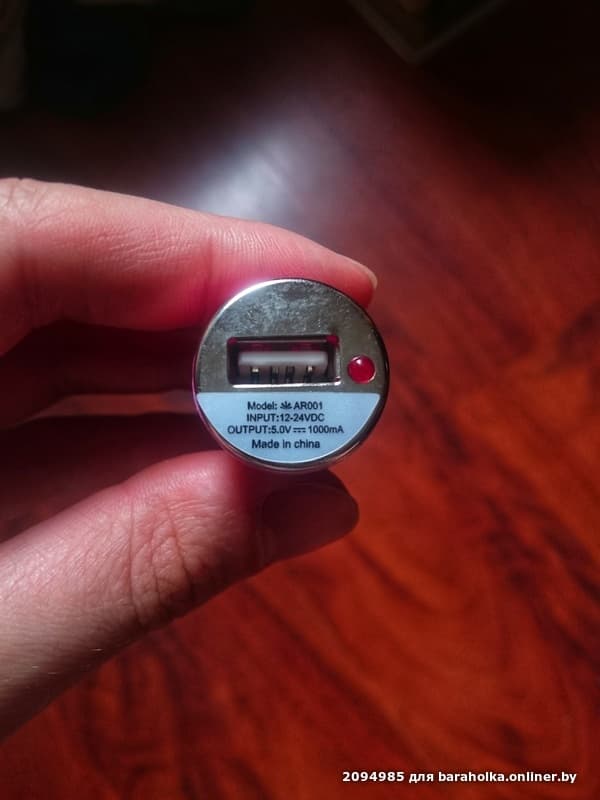 Model: AR001
INPUT:12-24VDC
OUTPUT:5.0V ⎓ 1000mA
Made in china
2094985 для baraholka.onliner.by